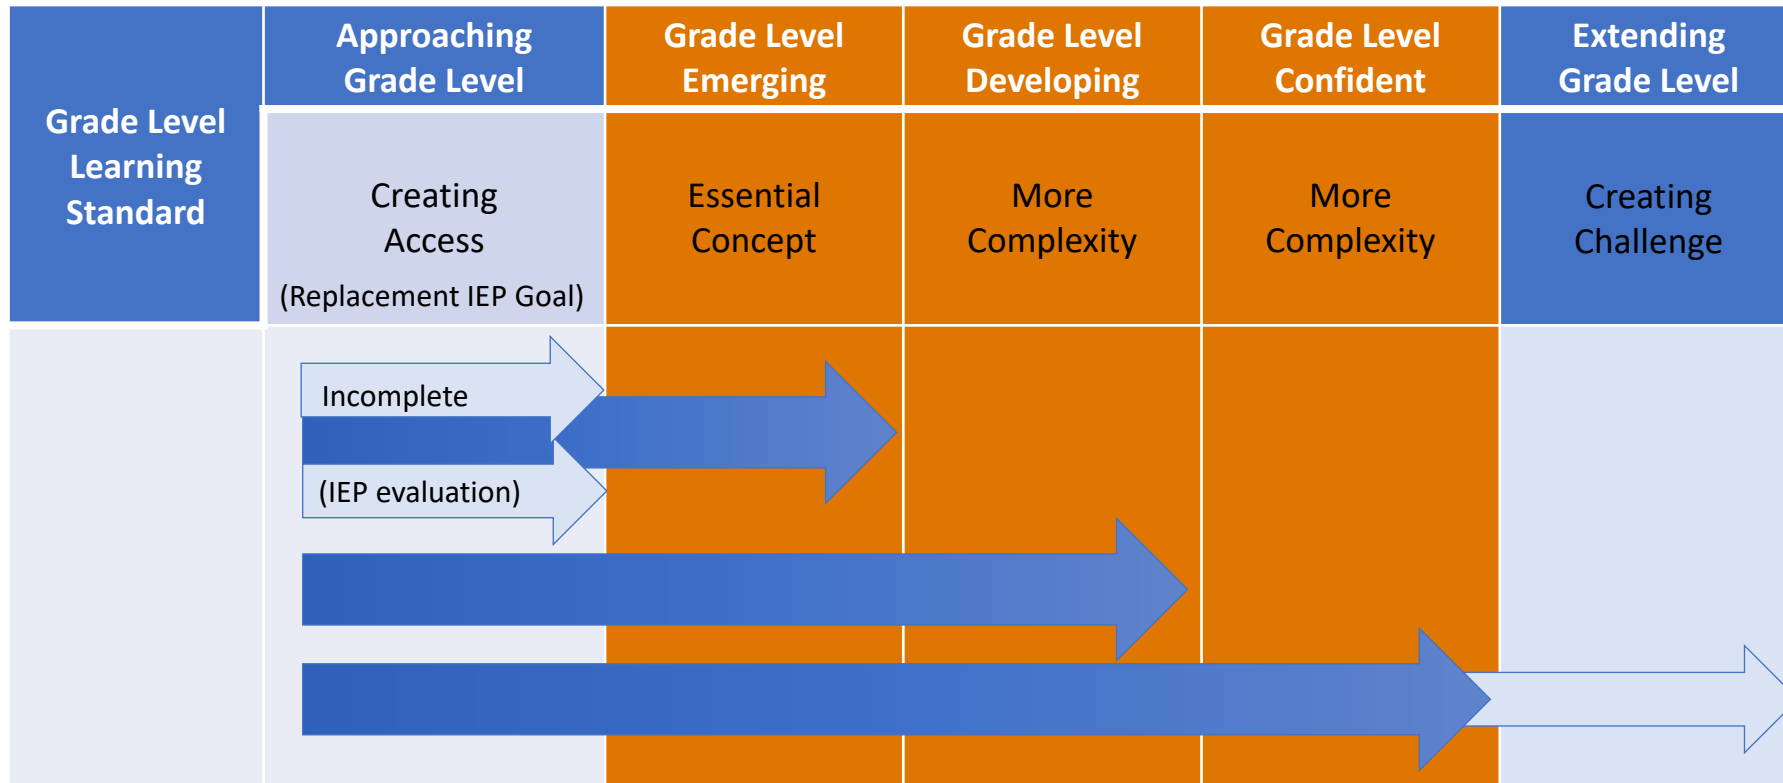 Grade Level
Learning
Standard
Approaching
Grade Level
Grade Level
Emerging
Grade Level
Developing
Grade Level
Confident
Extending
Grade Level
Creating
Access
(Replacement IEP Goal)
Essential
Concept
More
Complexity
More
Complexity
Creating
Challenge
Incomplete
(IEP evaluation)